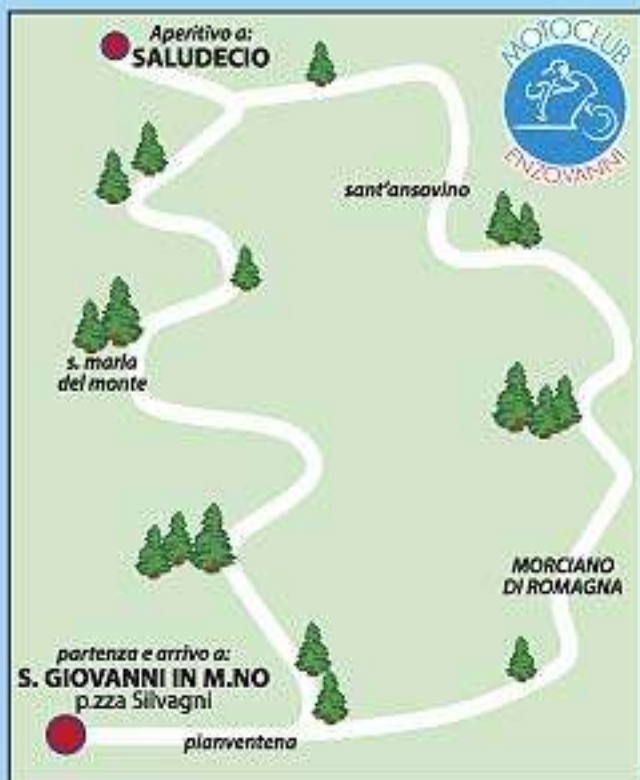 Aperitivo a:
SALUDECIO
MOTOCLUB
ENZOVANNI
sant'ansovino
s. maria
del monte
MORCIANO
DI ROMAGNA
partenza e arrivo a:
S. GIOVANNI IN M.NO
p.zza Silvagni
pianventena